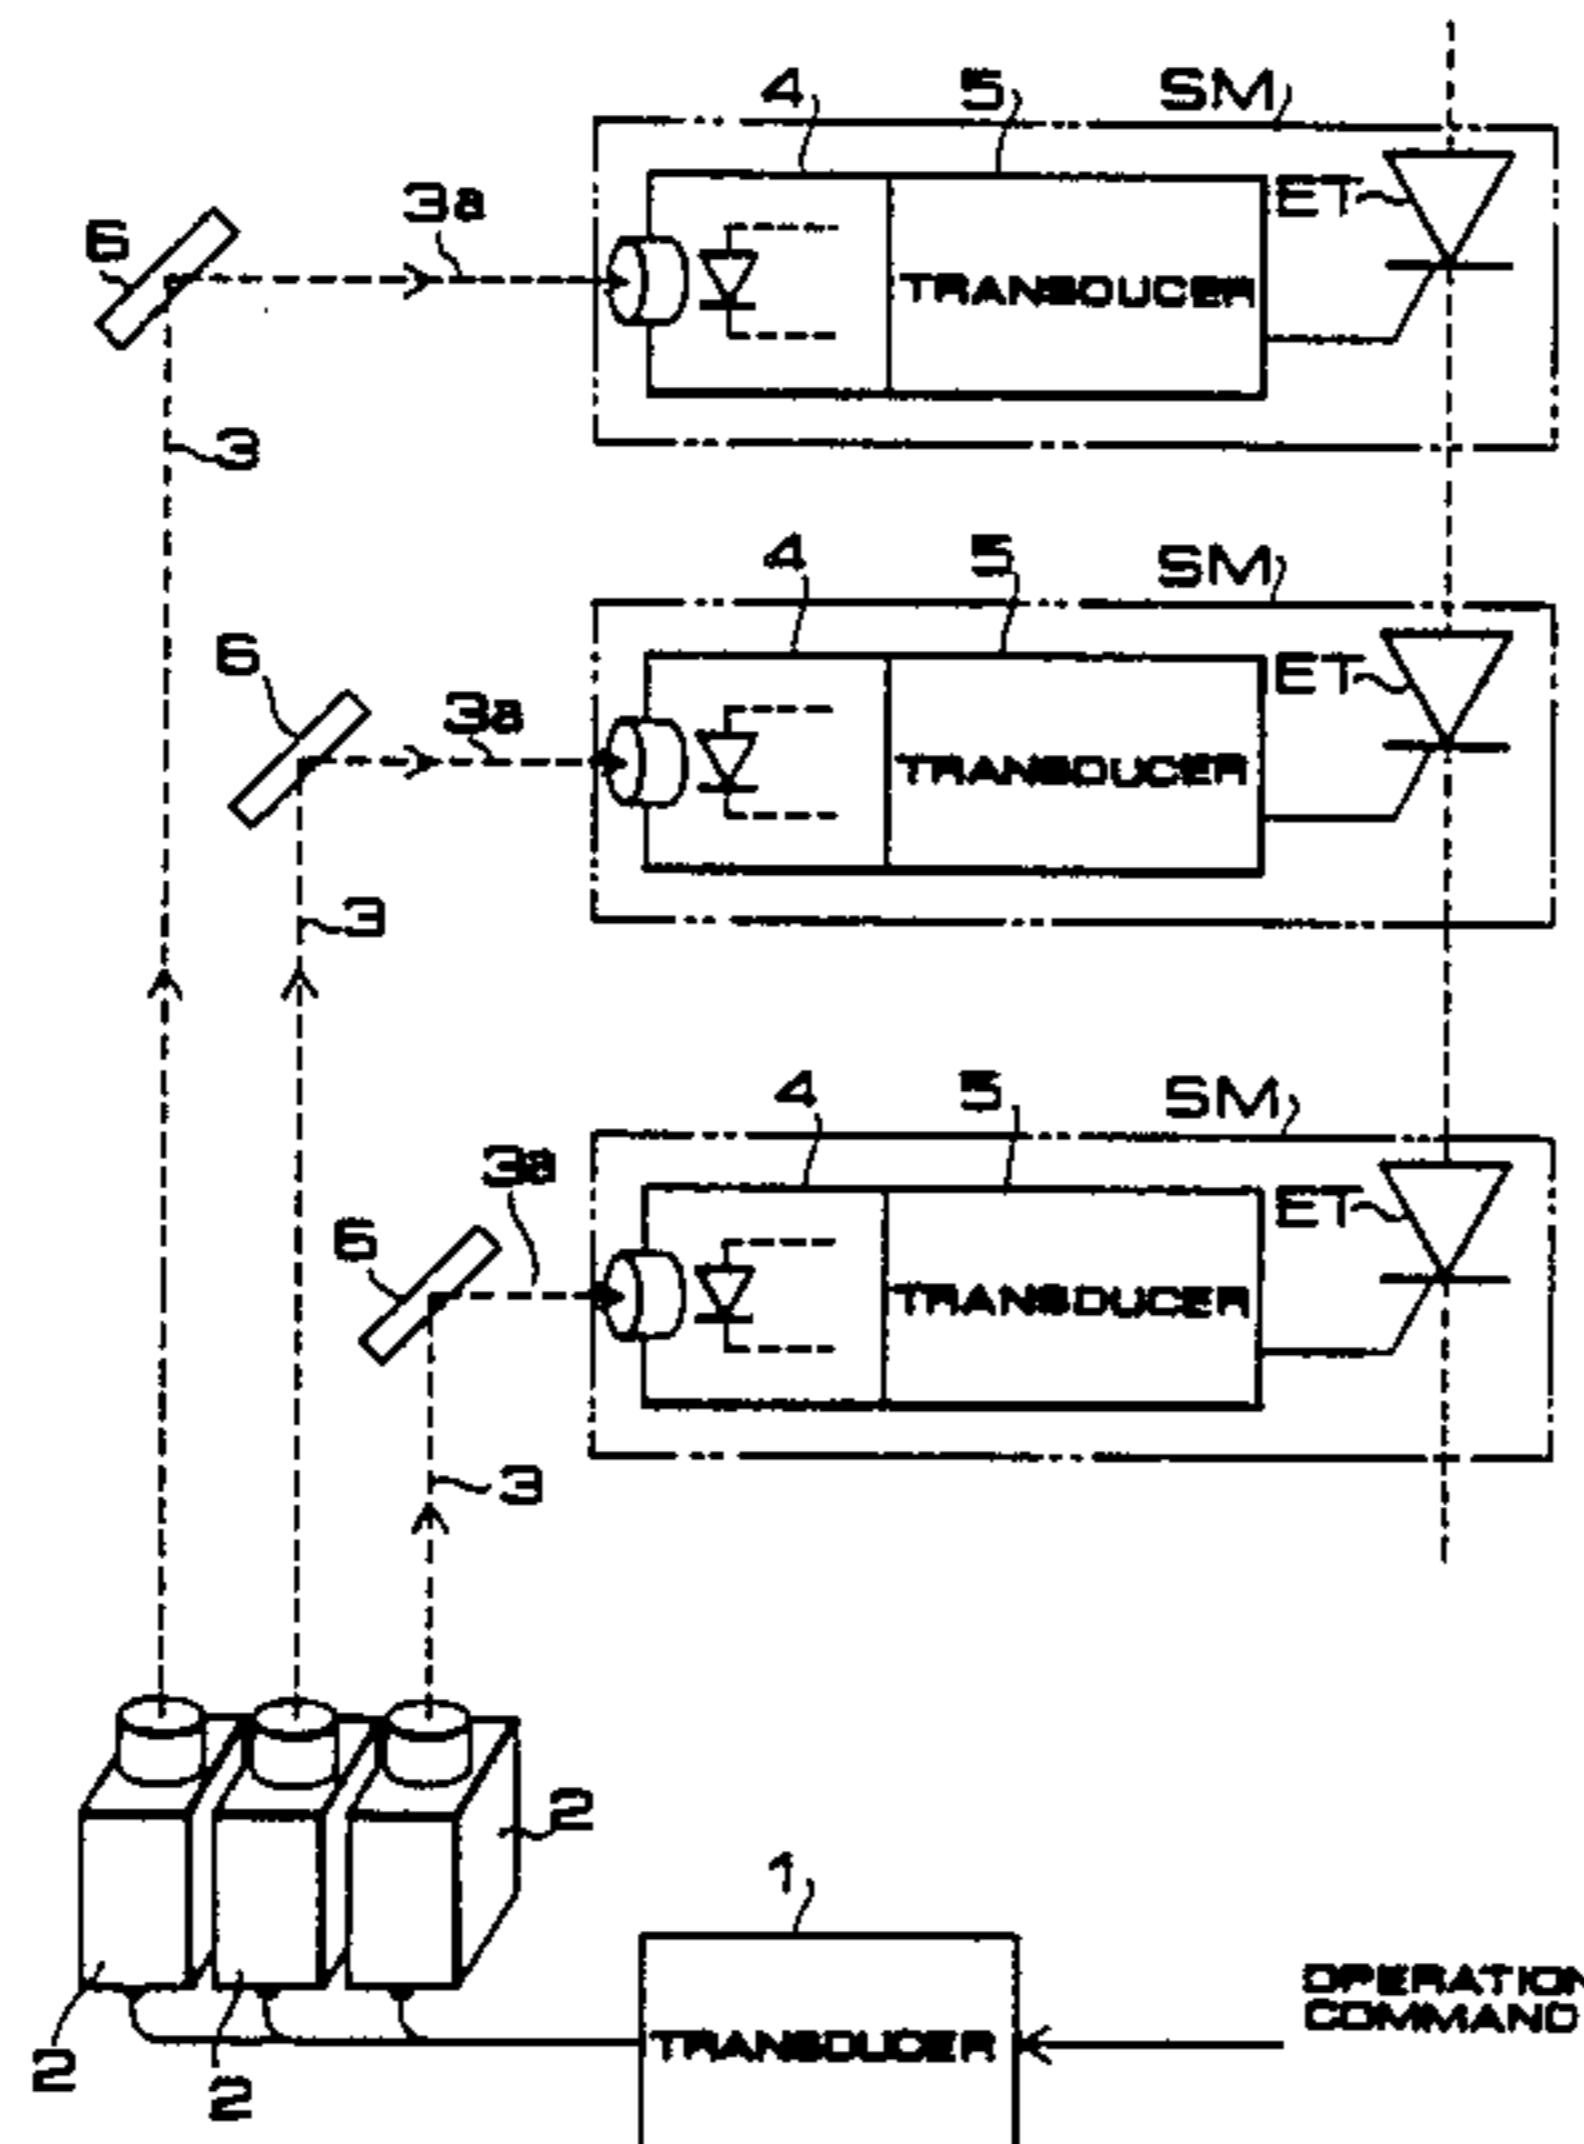 4 5 SM
3a ET
6
TRANSDUCER
3
4 5 SM
6 ET
3a
TRANSDUCER
3
4 5 SM
3a
6 ET
TRANSDUCER
3
2
1
OPERATION
COMMAND
TRANSDUCER
2 2